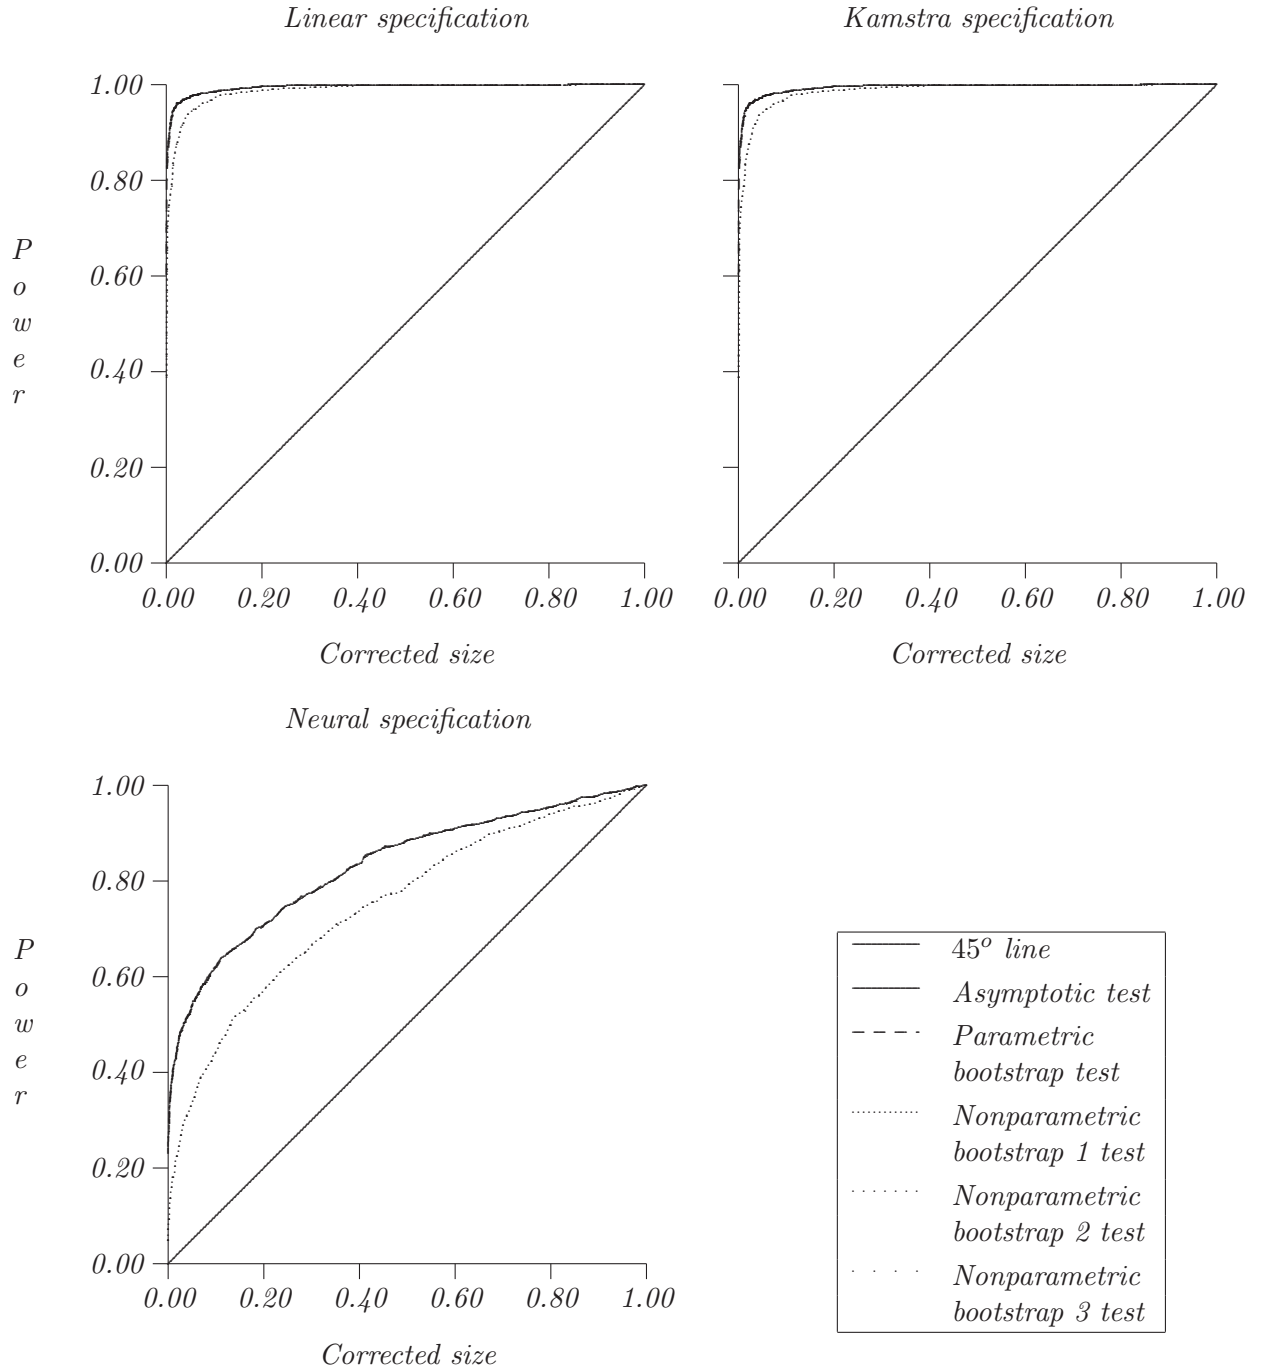 Linear specification
Kamstra specification
1.00
0.80
0.60
0.40
0.20
0.00
P
o
w
e
r
0.00 0.20 0.40 0.60 0.80 1.00
0.00 0.20 0.40 0.60 0.80 1.00
Corrected size
Corrected size
Neural specification
1.00
0.80
0.60
0.40
0.20
0.00
P
o
w
e
r
0.00 0.20 0.40 0.60 0.80 1.00
Corrected size
45º line
Asymptotic test
Parametric
bootstrap test
Nonparametric
bootstrap 1 test
Nonparametric
bootstrap 2 test
Nonparametric
bootstrap 3 test